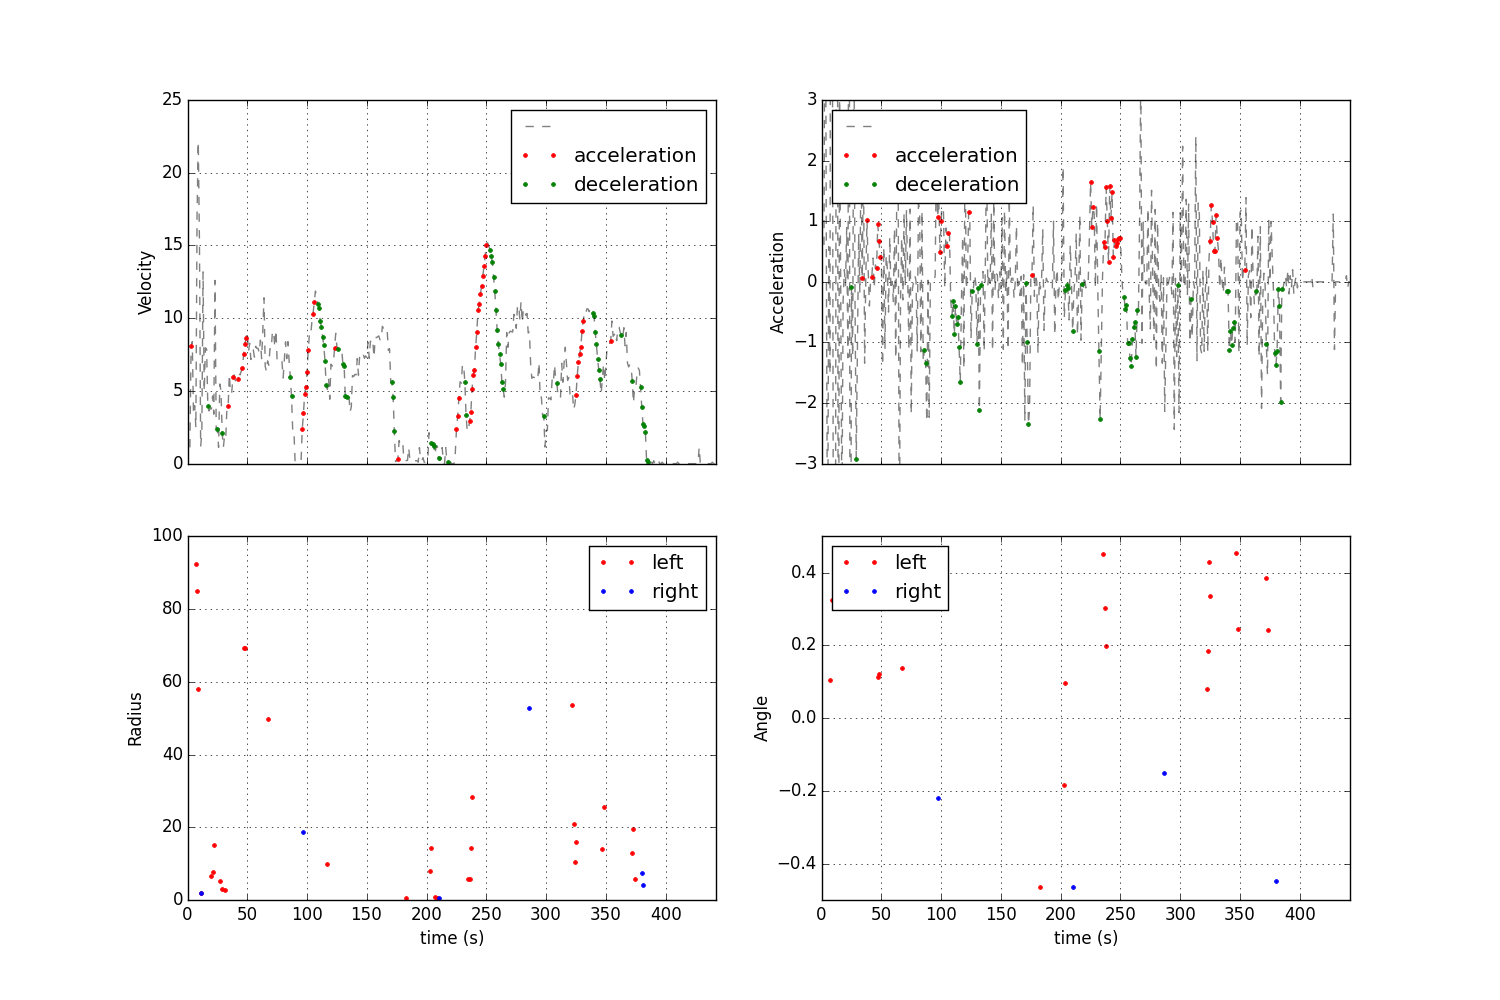 25
20
15
10
5
0
Velocity
acceleration
deceleration
3
2
1
0
−1
−2
−3
Acceleration
acceleration
deceleration
100
80
60
40
20
0
Radius
left
right
0 50 100 150 200 250 300 350 400
time (s)
0.4
0.2
0.0
−0.2
−0.4
Angle
left
right
0 50 100 150 200 250 300 350 400
time (s)